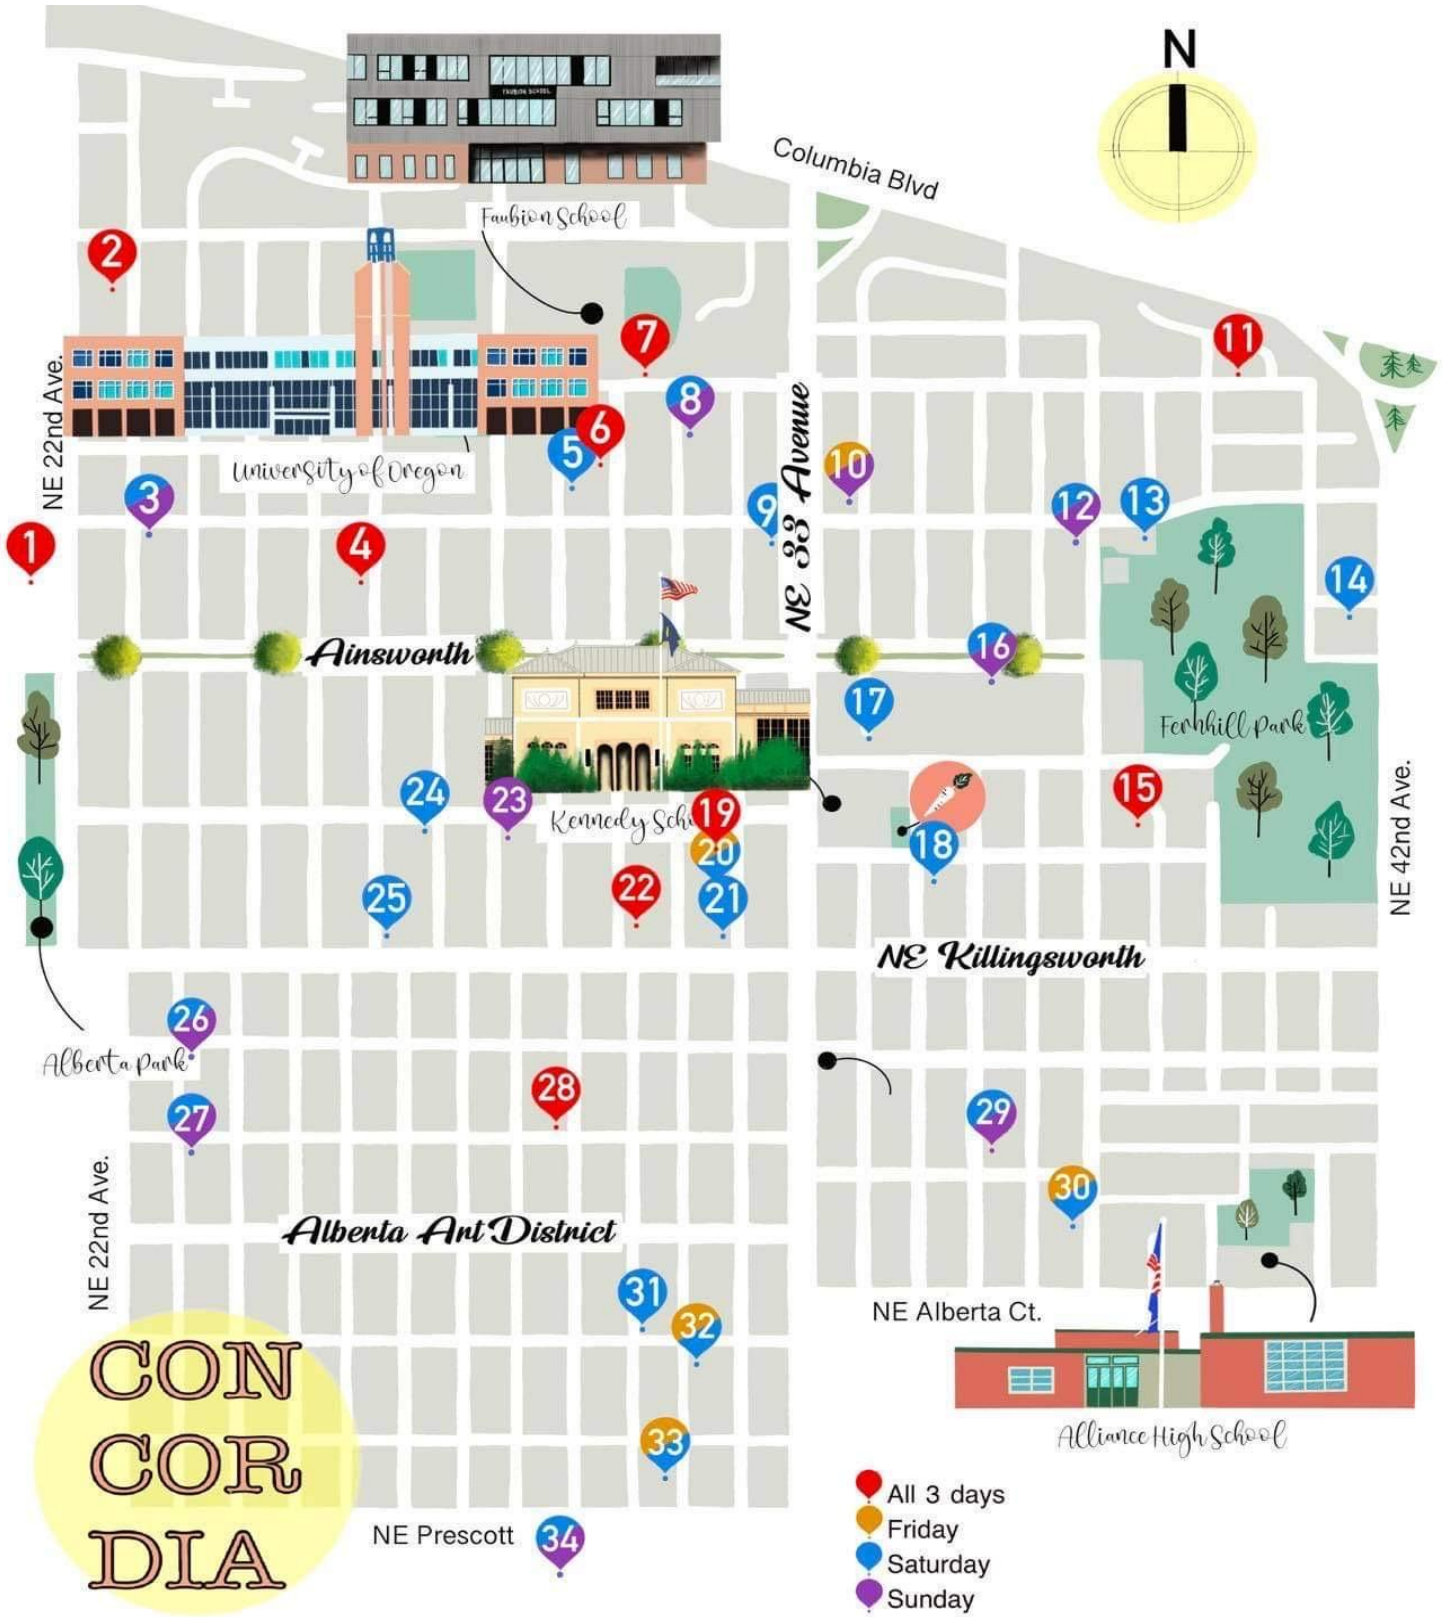 N
FAUBION SCHOOL
Columbia Blvd
Faubion School
2
7
11
NE 22nd Ave.
8
6
5
10
University of Oregon
NE 33 Avenue
3
9
12
13
1
4
14
Ainsworth
16
17
Fernhill Park
24
23
Kennedy Scho
19
15
20
18
NE 42nd Ave.
25
22
21
NE Killingsworth
26
Alberta Park
28
27
29
30
NE 22nd Ave.
Alberta Art District
31
32
NE Alberta Ct.
CON
COR
DIA
33
Alliance High School
NE Prescott
34
All 3 days
Friday
Saturday
Sunday